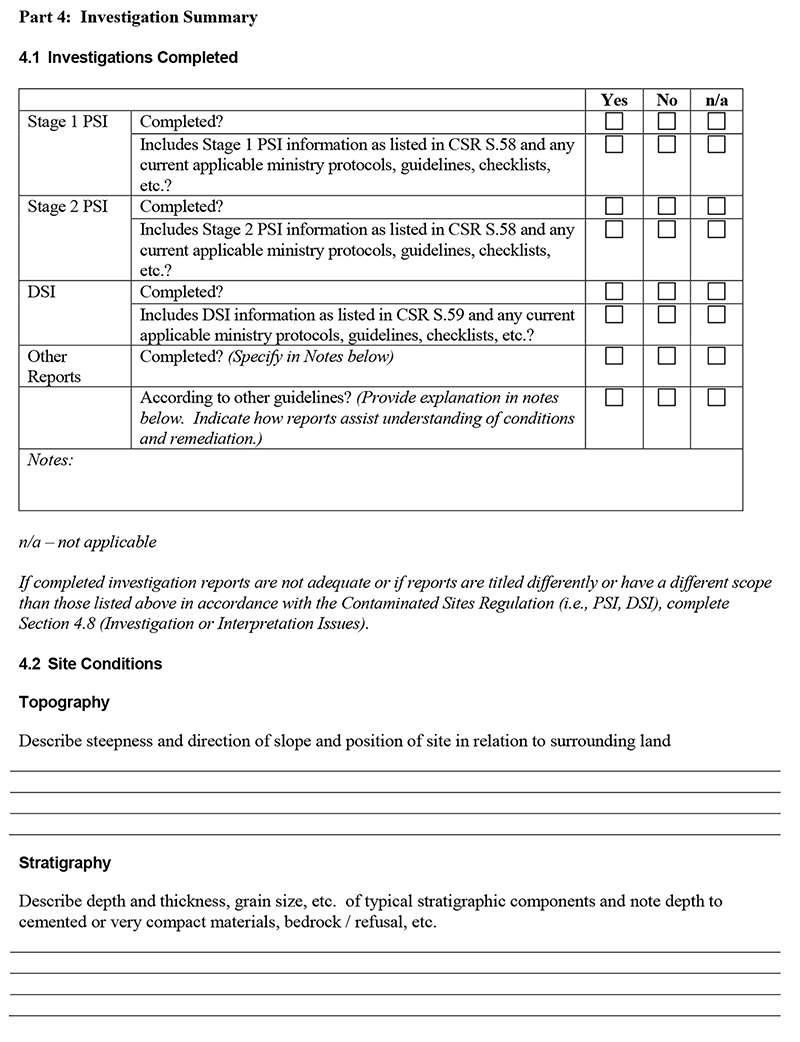 Part 4:  Investigation Summary
4.1 Investigations Completed
Yes No n/a
Stage 1 PSI Completed?
Includes Stage 1 PSI information as listed in CSR S.58 and any
current applicable ministry protocols, guidelines, checklists,
etc.?
Stage 2 PSI Completed?
Includes Stage 2 PSI information as listed in CSR S.58 and any
current applicable ministry protocols, guidelines, checklists,
etc.?
DSI Completed?
Includes DSI information as listed in CSR S.59 and any current
applicable ministry protocols, guidelines, checklists, etc.?
Other Completed? (Specify in Notes below)
Reports
According to other guidelines? (Provide explanation in notes
below.  Indicate how reports assist understanding of conditions
and remediation.)
Notes:
n/a – not applicable
If completed investigation reports are not adequate or if reports are titled differently or have a different scope
than those listed above in accordance with the Contaminated Sites Regulation (i.e., PSI, DSI), complete
Section 4.8 (Investigation or Interpretation Issues).
4.2 Site Conditions
Topography
Describe steepness and direction of slope and position of site in relation to surrounding land
Stratigraphy
Describe depth and thickness, grain size, etc.  of typical stratigraphic components and note depth to
cemented or very compact materials, bedrock / refusal, etc.